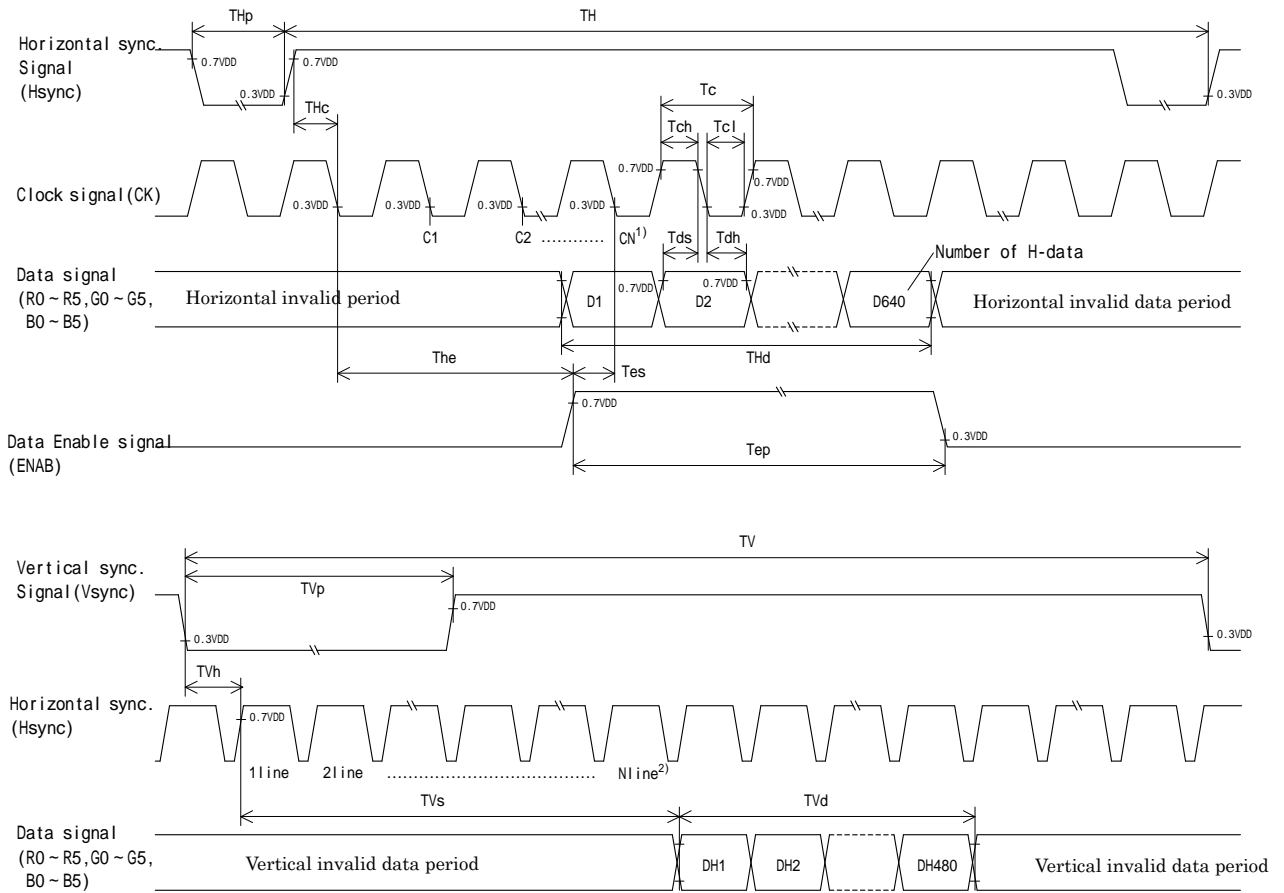 THp
TH
Horizontal sync.
Signal
(Hsync)
0.7VDD
0.7VDD
0.3VDD
0.3VDD
THc
Tc
Tch
Tcl
Clock signal(CK)
0.7VDD
0.7VDD
0.3VDD
0.3VDD
0.3VDD
0.3VDD
0.3VDD
C1
C2
............
CN1)
Tds
Tdh
Number of H-data
Data signal
(R0~R5,G0~G5,
B0~B5)
Horizontal invalid period
D1
0.7VDD
D2
0.7VDD
D640
Horizontal invalid data period
The
THd
Tes
Data Enable signal
(ENAB)
0.7VDD
0.3VDD
Tep
TV
Vertical sync.
Signal(Vsync)
TVp
0.7VDD
0.3VDD
0.3VDD
TVh
Horizontal sync.
(Hsync)
0.7VDD
1line
2line
.......................................
Nline2)
TVs
TVd
Data signal
(R0~R5,G0~G5,
B0~B5)
Vertical invalid data period
DH1
DH2
DH480
Vertical invalid data period